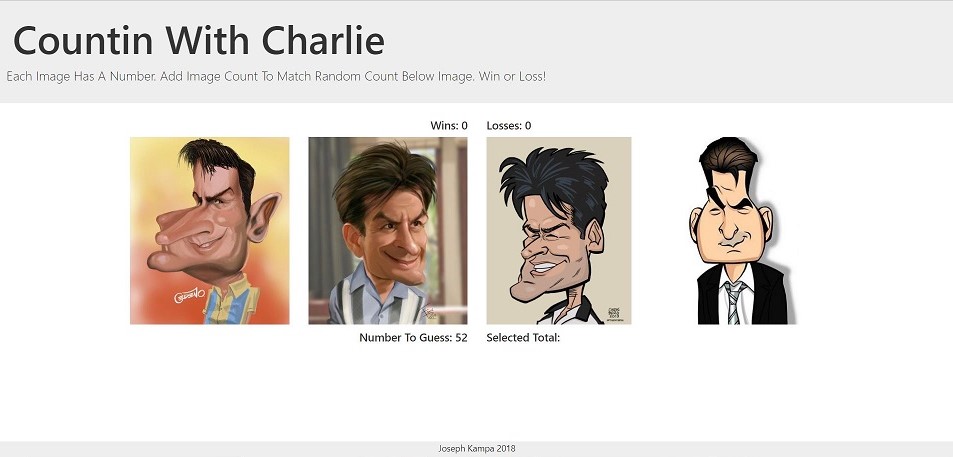 Countin With Charlie
Each Image Has A Number. Add Image Count To Match Random Count Below Image. Win or Loss!
Wins: 0
Losses: 0
Number To Guess: 52
Selected Total:
Joseph Kampa 2018